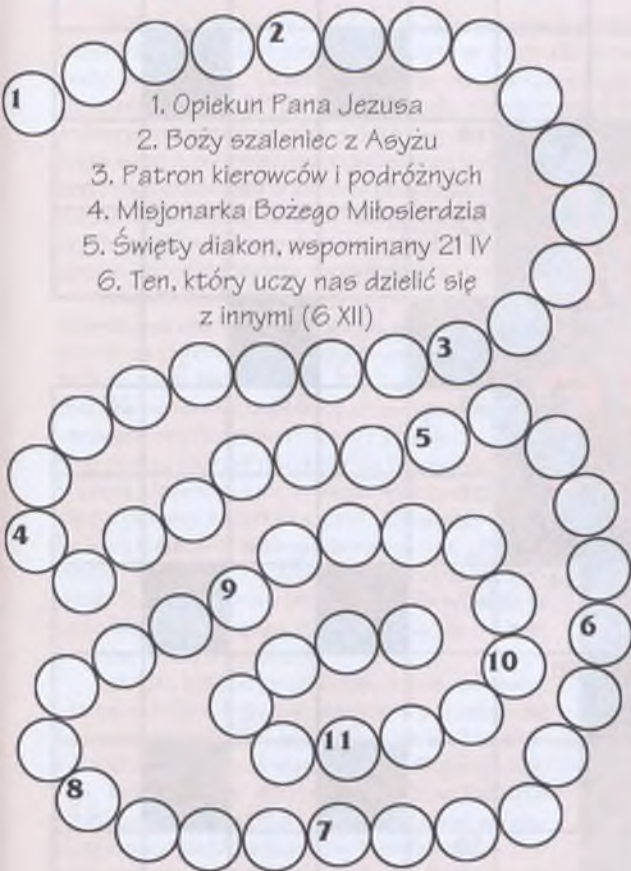 1
2
1. Opiekun Pana Jezusa
2. Boży szaleniec z Asyżu
3. Patron kierowców i podróżnych
4. Misjonarka Bożego Miłosierdzia
5. Święty diakon, wspominany 21 IV
6. Ten, który uczy nas dzielić się
z innymi (6 XII)
3
5
4
9
6
10
11
8
7